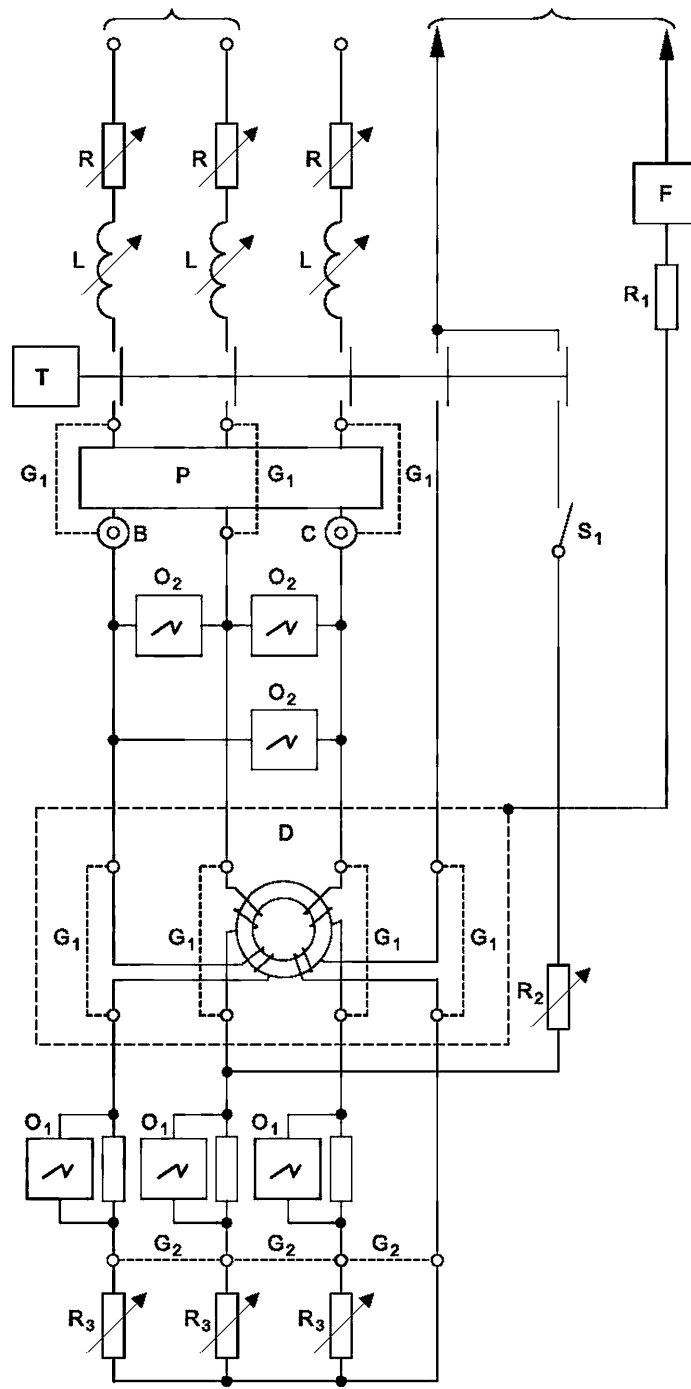 R R R F
L L L R₁
T
G₁ P G₁ G₁
B C S₁
O₂ O₂
O₂
D
G₁ G₁ G₁ G₁
R₂
O₁ O₁ O₁
G₂ G₂ G₂
R₃ R₃ R₃